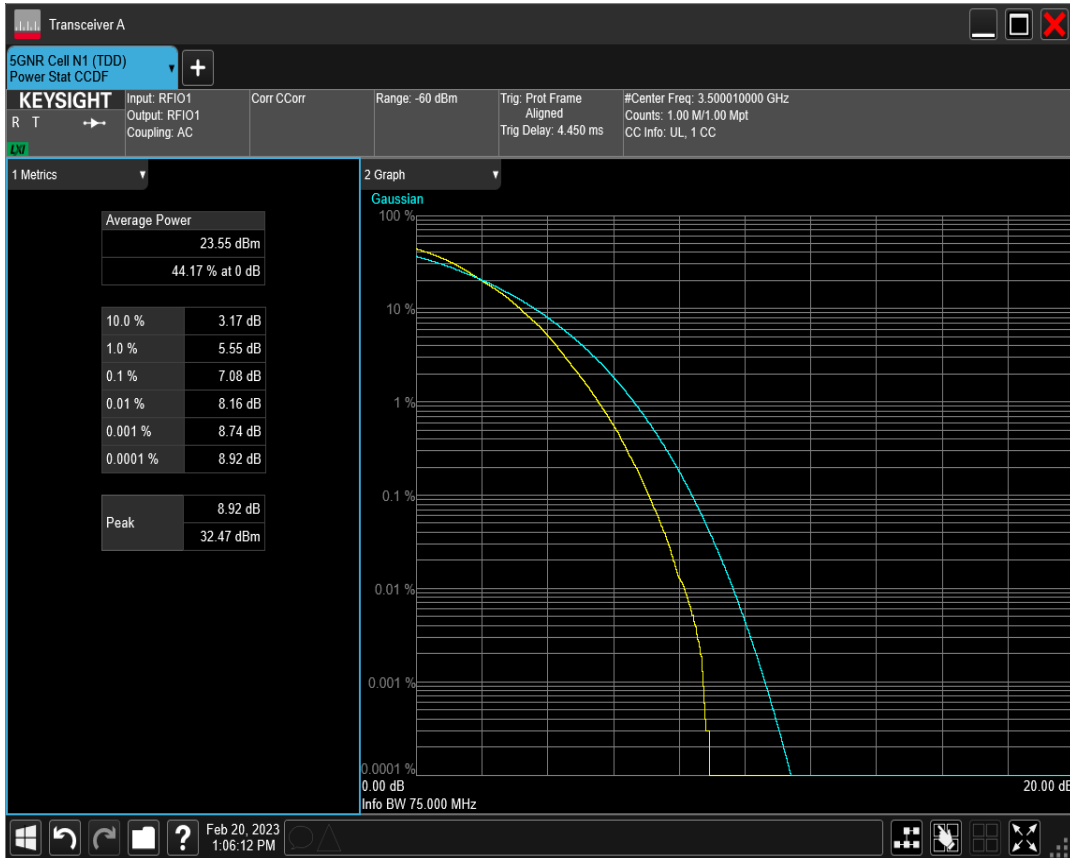 Transceiver A
5GNR Cell N1 (TDD)
Power Stat CCDF
+
KEYSIGHT
R T
LXI
Input: RFIO1
Output: RFIO1
Coupling: AC
Corr CCorr
Range: -60 dBm
Trig: Prot Frame
Aligned
Trig Delay: 4.450 ms
#Center Freq: 3.500010000 GHz
Counts: 1.00 M/1.00 Mpt
CC Info: UL, 1 CC
1 Metrics
Average Power
23.55 dBm
44.17 % at 0 dB
10.0 % 3.17 dB
1.0 % 5.55 dB
0.1 % 7.08 dB
0.01 % 8.16 dB
0.001 % 8.74 dB
0.0001 % 8.92 dB
Peak
8.92 dB
32.47 dBm
2 Graph
Gaussian
100 %
10 %
1 %
0.1 %
0.01 %
0.001 %
0.0001 %
0.00 dB
20.00 dB
Info BW 75.000 MHz
?
Feb 20, 2023
1:06:12 PM